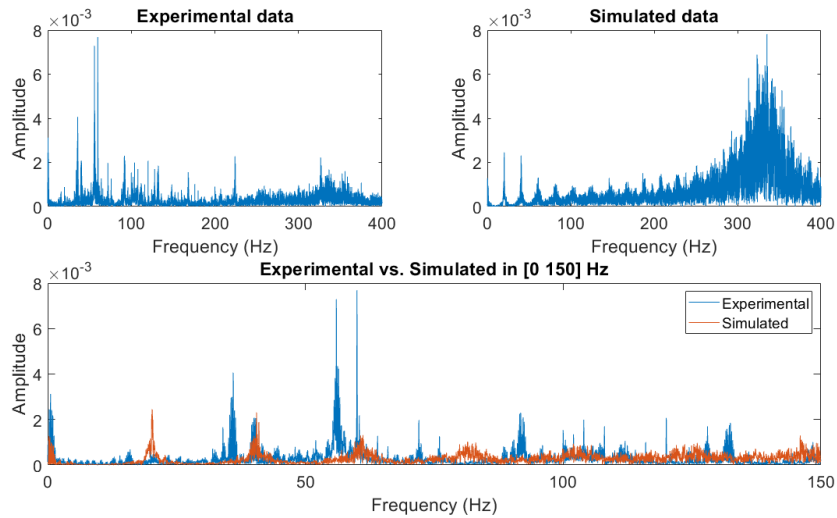 Experimental data
×10-3
8
6
4
2
0
Amplitude
0 100 200 300 400
Frequency (Hz)
Simulated data
×10-3
8
6
4
2
0
Amplitude
0 100 200 300 400
Frequency (Hz)
Experimental vs. Simulated in [0 150] Hz
×10-3
8
6
4
2
0
Amplitude
Experimental
Simulated
0 50 100 150
Frequency (Hz)